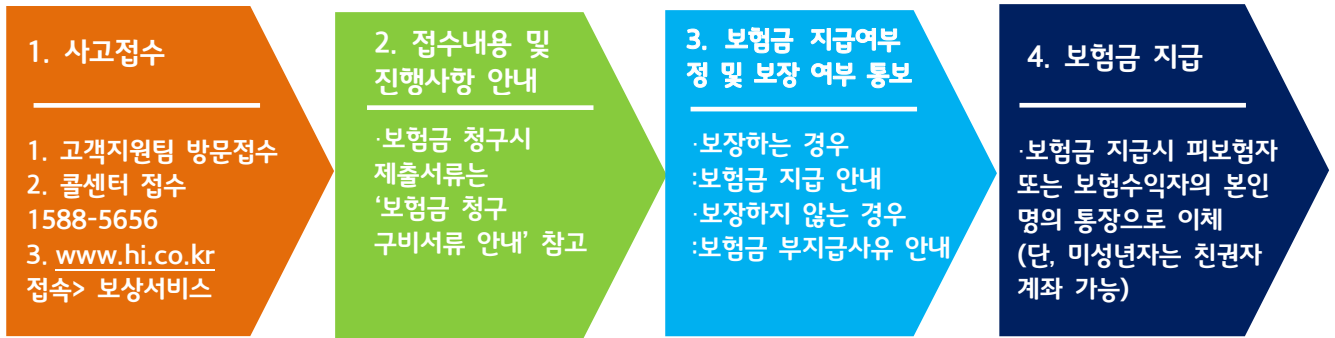 1. 사고접수
1. 고객지원팀 방문접수
2. 콜센터 접수
1588-5656
3. www.hi.co.kr
접속> 보상서비스
2. 접수내용 및
진행사항 안내
·보험금 청구시
제출서류는
‘보험금 청구
구비서류 안내’ 참고
3. 보험금 지급여부
정 및 보장 여부 통보
·보장하는 경우
:보험금 지급 안내
·보장하지 않는 경우
:보험금 부지급사유 안내
4. 보험금 지급
·보험금 지급시 피보험자
또는 보험수익자의 본인
명의 통장으로 이체
(단, 미성년자는 친권자
계좌 가능)